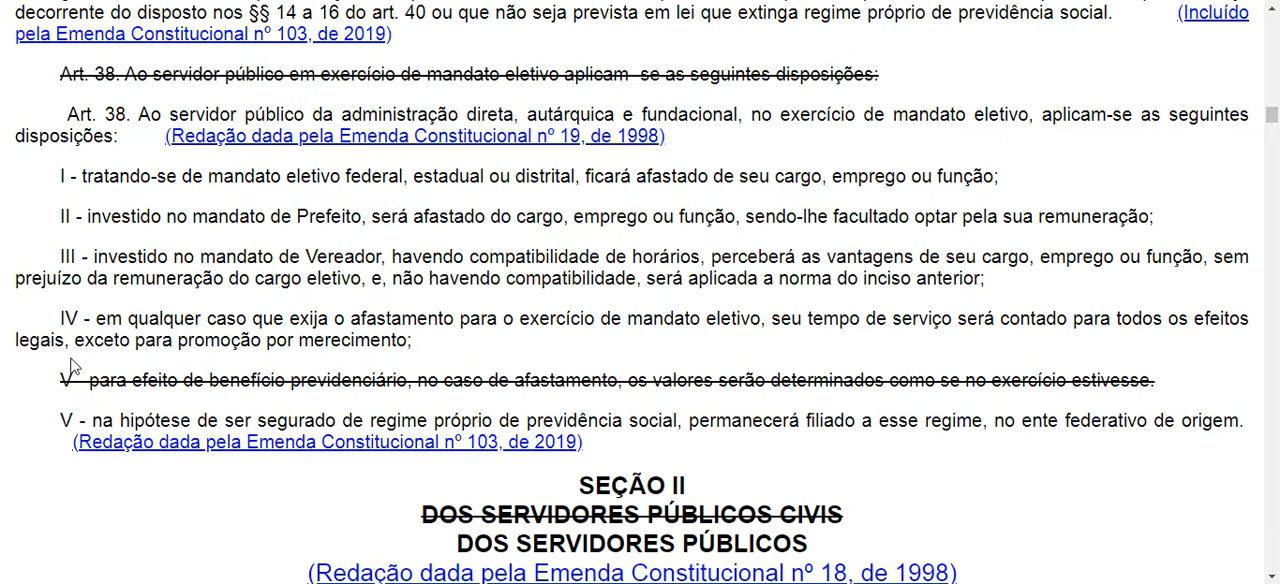 decorrente do disposto nos §§ 14 a 16 do art. 40 ou que não seja prevista em lei que extinga regime próprio de previdência social. (Incluído
pela Emenda Constitucional nº 103, de 2019)
Art. 38. Ao servidor público em exercício de mandato eletivo aplicam-se as seguintes disposições:
Art. 38. Ao servidor público da administração direta, autárquica e fundacional, no exercício de mandato eletivo, aplicam-se as seguintes
disposições: (Redação dada pela Emenda Constitucional nº 19, de 1998)
I - tratando-se de mandato eletivo federal, estadual ou distrital, ficará afastado de seu cargo, emprego ou função;
II - investido no mandato de Prefeito, será afastado do cargo, emprego ou função, sendo-lhe facultado optar pela sua remuneração;
III - investido no mandato de Vereador, havendo compatibilidade de horários, perceberá as vantagens de seu cargo, emprego ou função, sem
prejuízo da remuneração do cargo eletivo, e, não havendo compatibilidade, será aplicada a norma do inciso anterior;
IV - em qualquer caso que exija o afastamento para o exercício de mandato eletivo, seu tempo de serviço será contado para todos os efeitos
legais, exceto para promoção por merecimento;
V - para efeito de benefício previdenciário, no caso de afastamento, os valores serão determinados como se no exercício estivesse.
V - na hipótese de ser segurado de regime próprio de previdência social, permanecerá filiado a esse regime, no ente federativo de origem.
(Redação dada pela Emenda Constitucional nº 103, de 2019)
SEÇÃO II
DOS SERVIDORES PÚBLICOS CIVIS
DOS SERVIDORES PÚBLICOS
(Redação dada pela Emenda Constitucional nº 18, de 1998)